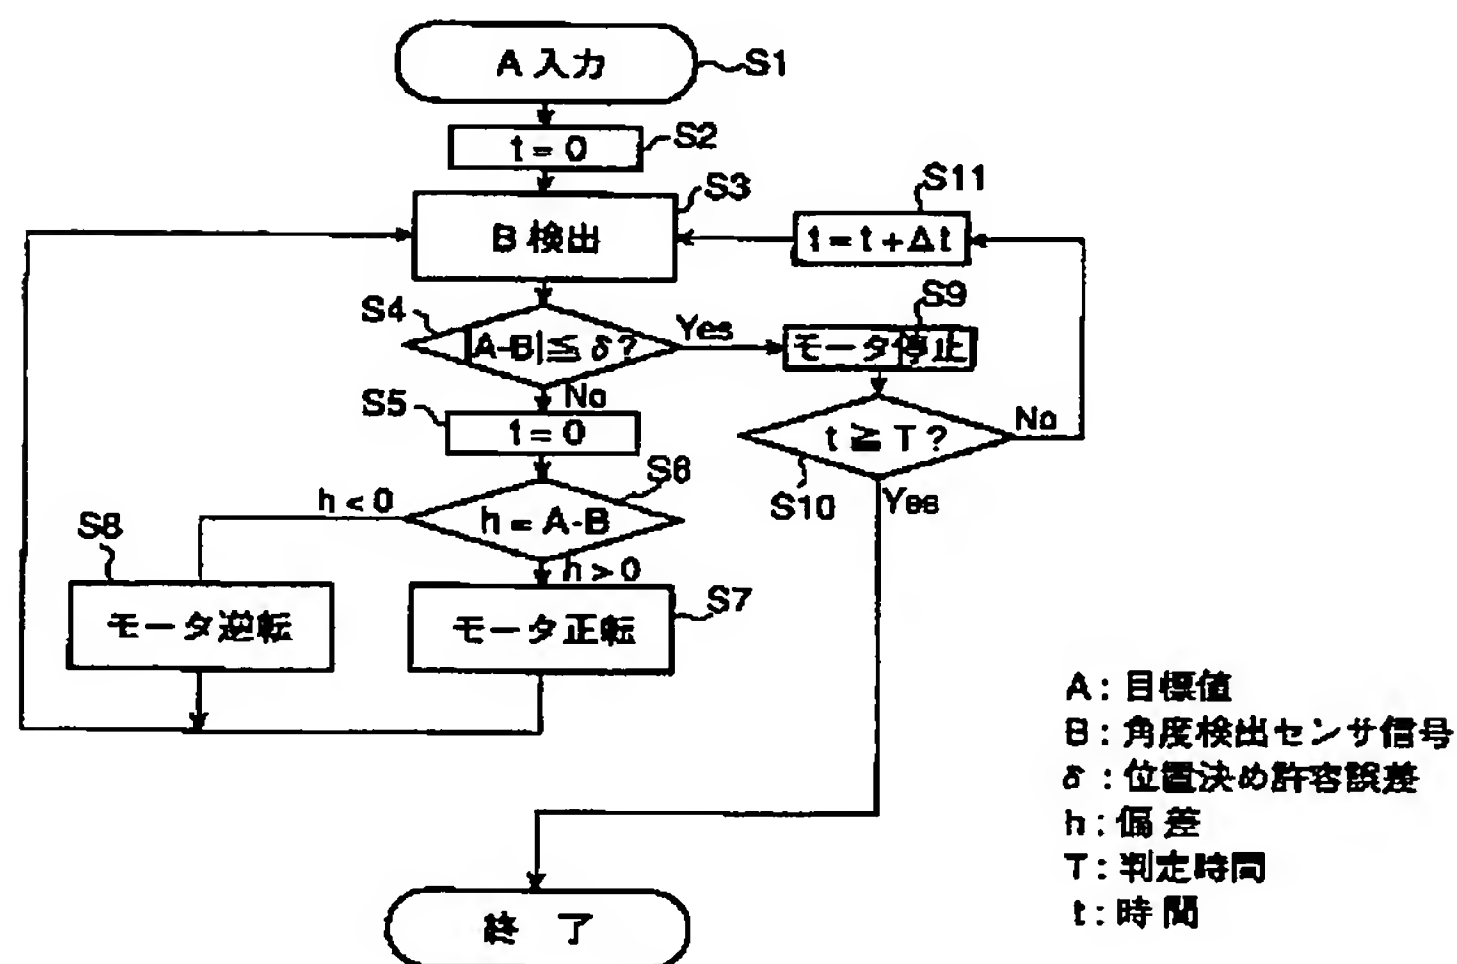 A 入力
S1
t = 0
S2
B 検出
S3
t = t + Δt
S11
|A-B| ≦ δ?
S4
Yes
No
モータ停止
S9
t = 0
S5
t ≧ T ?
S10
No
Yes
h = A-B
S6
h < 0
h > 0
モータ逆転
S8
モータ正転
S7
終 了
A : 目標値
B : 角度検出センサ信号
δ : 位置決め許容誤差
h : 偏 差
T : 判定時間
t : 時 間